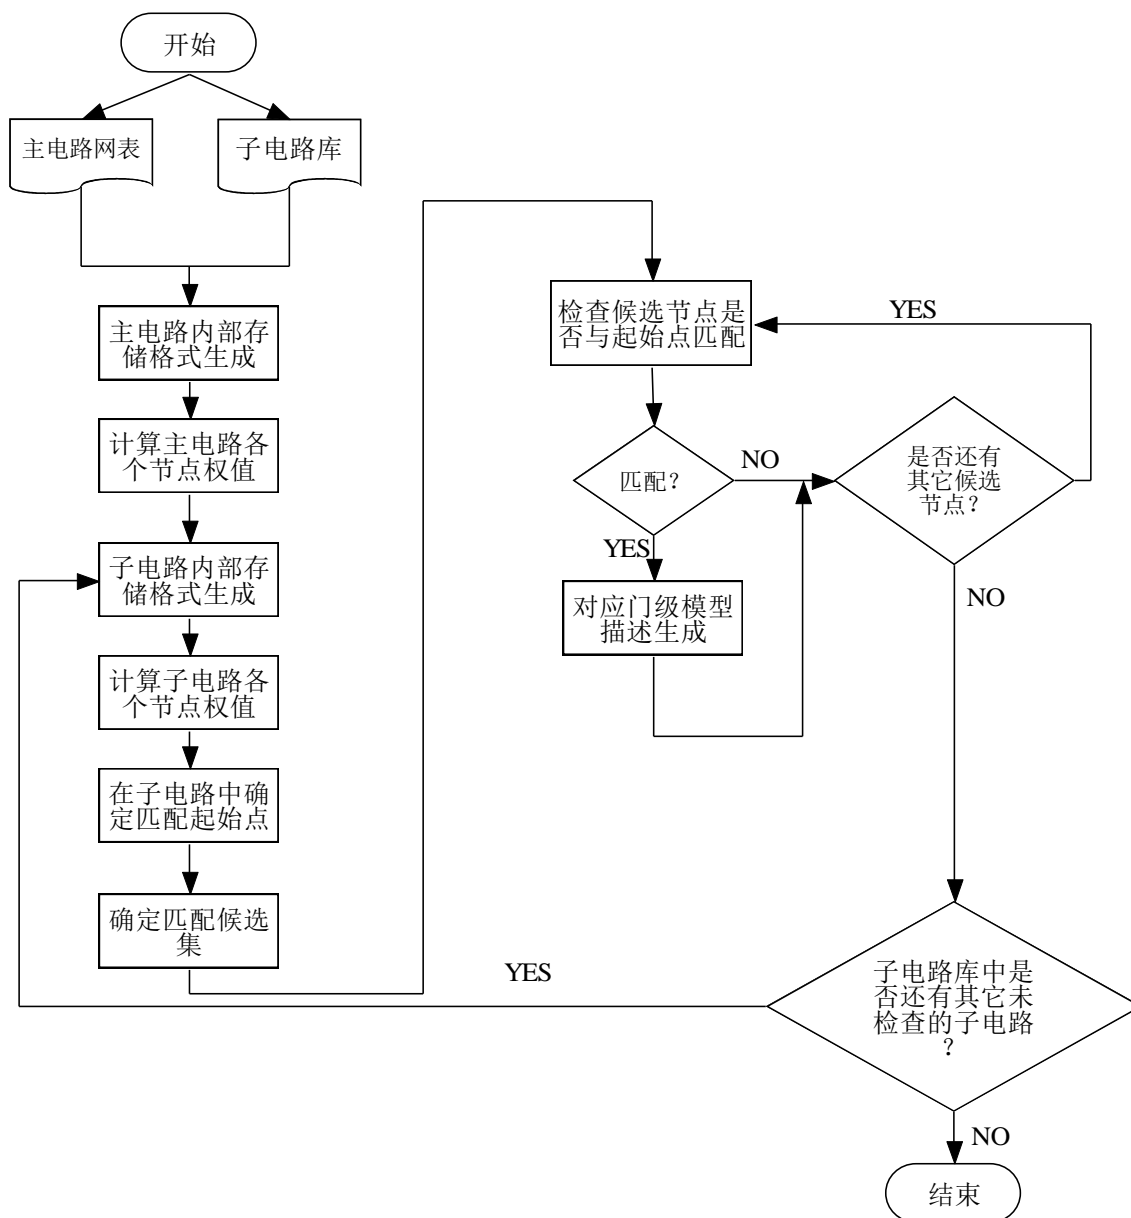 开始
主电路网表
子电路库
主电路内部存
储格式生成
计算主电路各
个节点权值
子电路内部存
储格式生成
计算子电路各
个节点权值
在子电路中确
定匹配起始点
确定匹配候选
集
检查候选节点是
否与起始点匹配
YES
匹配？
NO
是否还有
其它候选
节点？
YES
对应门级模型
描述生成
NO
YES
子电路库中是
否还有其它未
检查的子电路
？
NO
结束